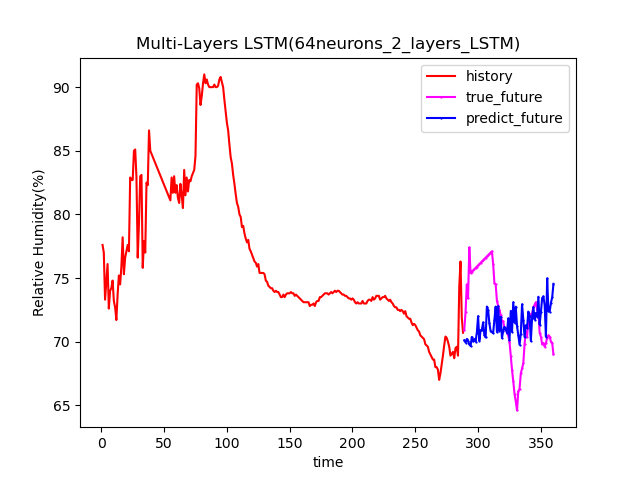 Multi-Layers LSTM(64neurons_2_layers_LSTM)
history
true_future
predict_future
Relative Humidity(%)
90
85
80
75
70
65
0 50 100 150 200 250 300 350
time